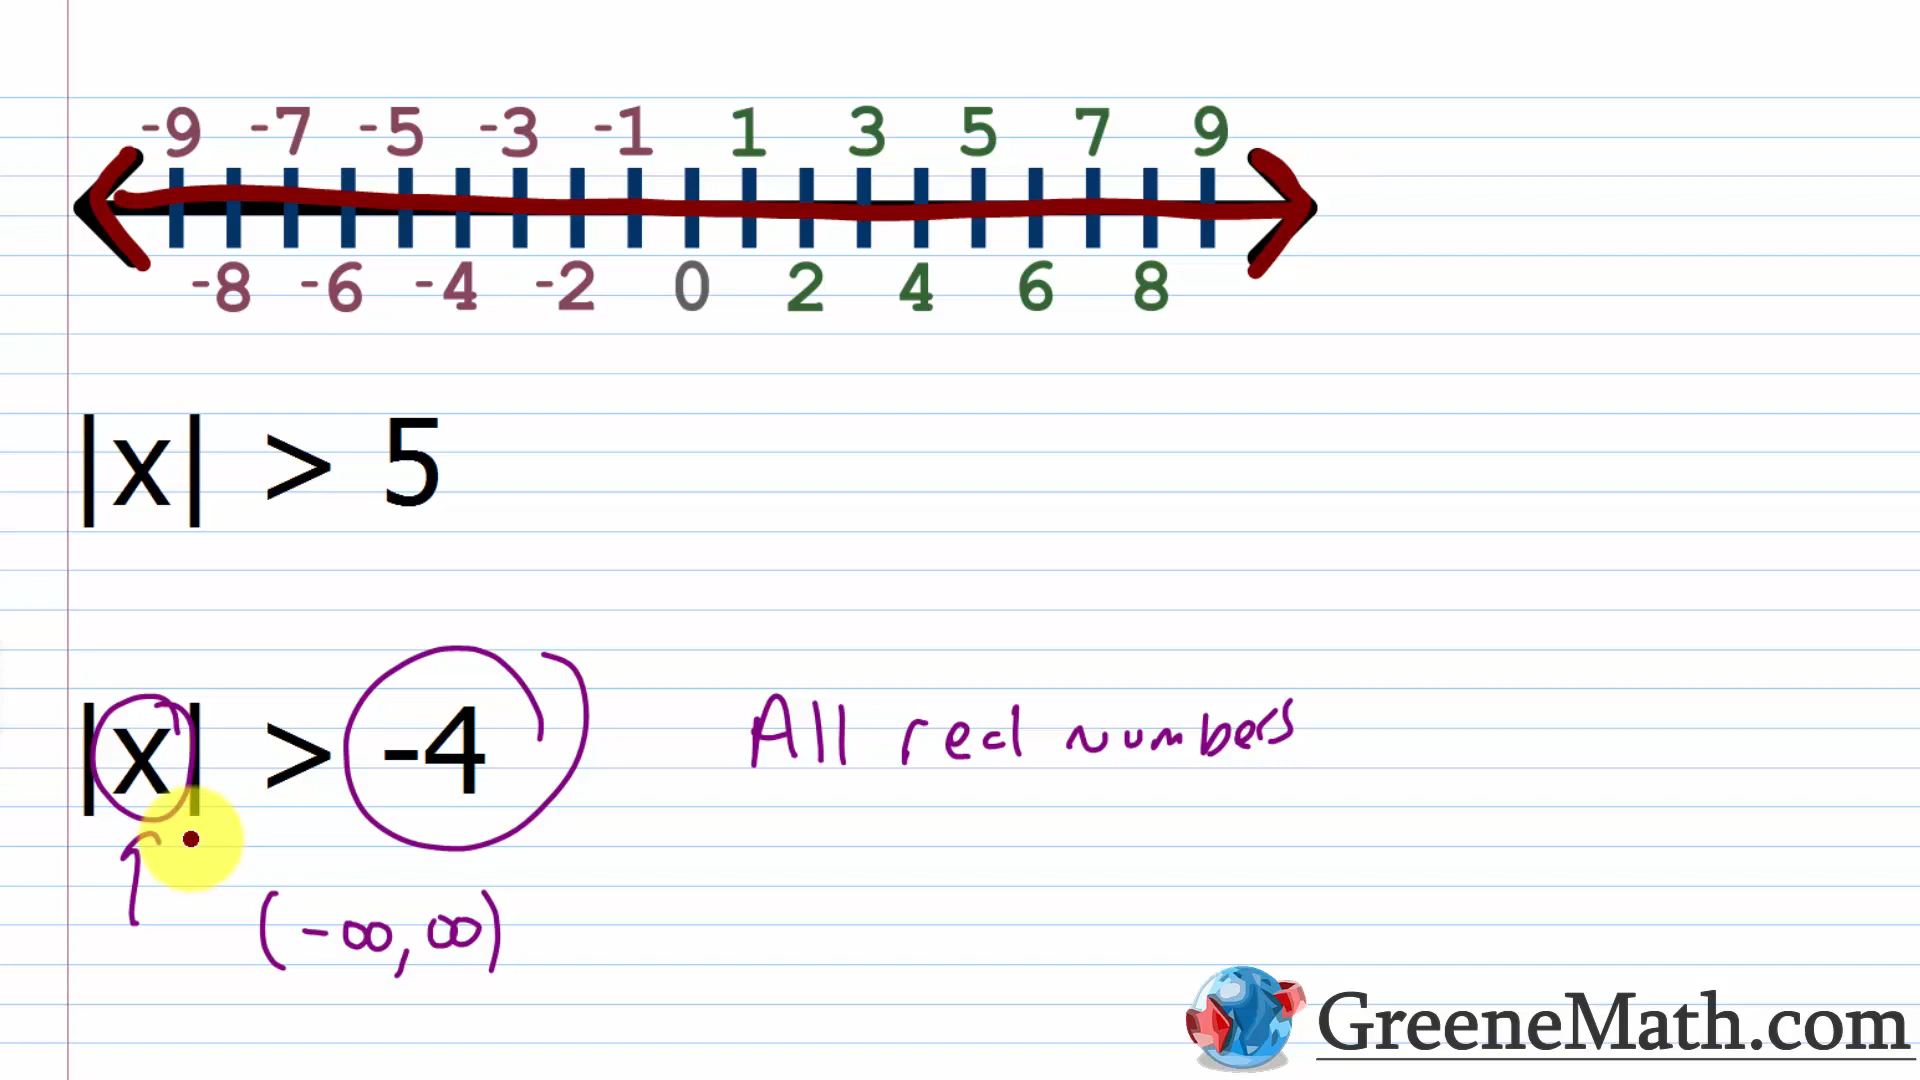 -9 -7 -5 -3 -1 1 3 5 7 9
-8 -6 -4 -2 0 2 4 6 8
|x| > 5
|x| > -4 All real numbers
(-∞,∞)
GreeneMath.com